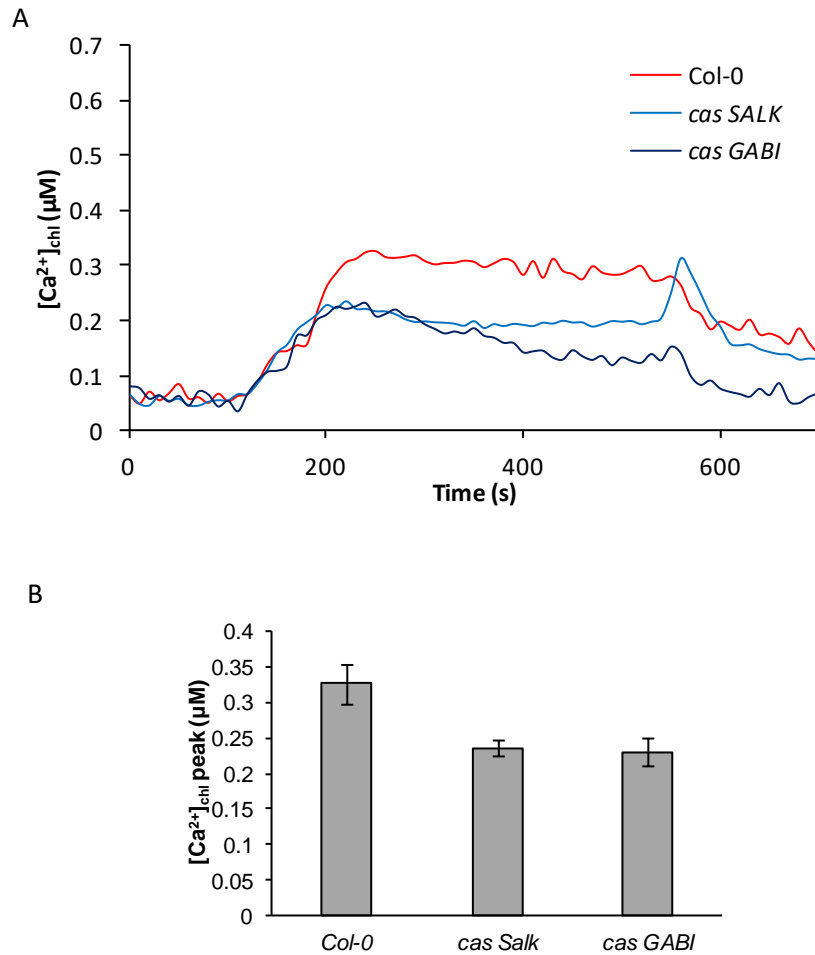 A
0.7
0.6
0.5
0.4
0.3
0.2
0.1
0
[Ca²⁺]chl (µM)
Col-0
cas SALK
cas GABI
0 200 400 600
Time (s)
B
0.4
0.35
0.3
0.25
0.2
0.15
0.1
0.05
0
[Ca²⁺]chl peak (µM)
Col-0 cas Salk cas GABI